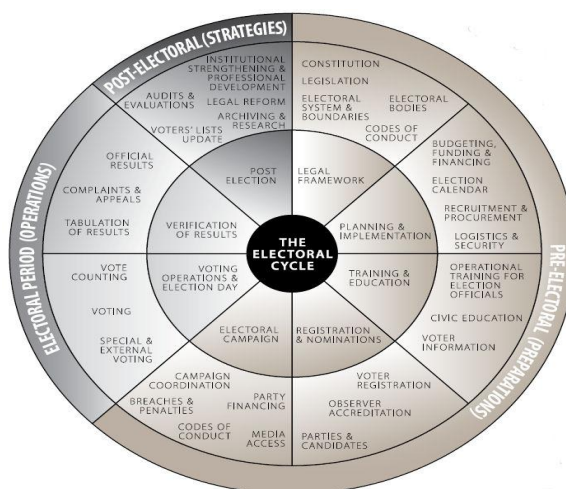 POST-ELECTORAL (STRATEGIES)
INSTITUTIONAL
STRENGTHENING &
PROFESSIONAL
DEVELOPMENT
AUDITS &
EVALUATIONS
LEGAL REFORM
ARCHIVING &
RESEARCH
VOTERS' LISTS
UPDATE
POST
ELECTION
CONSTITUTION
LEGISLATION
ELECTORAL
SYSTEM &
BOUNDARIES
ELECTORAL
BODIES
CODES OF
CONDUCT
LEGAL
FRAMEWORK
BUDGETING,
FUNDING &
FINANCING
ELECTION
CALENDAR
RECRUITMENT &
PROCUREMENT
LOGISTICS &
SECURITY
PLANNING &
IMPLEMENTATION
PRE-ELECTORAL (PREPARATIONS)
OPERATIONAL
TRAINING FOR
ELECTION
OFFICIALS
CIVIC EDUCATION
VOTER
INFORMATION
TRAINING &
EDUCATION
REGISTRATION
& NOMINATIONS
VOTER
REGISTRATION
OBSERVER
ACCREDITATION
PARTIES &
CANDIDATES
ELECTORAL
CAMPAIGN
CAMPAIGN
COORDINATION
BREACHES &
PENALTIES
PARTY
FINANCING
CODES OF
CONDUCT
MEDIA
ACCESS
ELECTORAL PERIOD (OPERATIONS)
VOTING
OPERATIONS &
ELECTION DAY
VOTE
COUNTING
VOTING
SPECIAL &
EXTERNAL
VOTING
VERIFICATION
OF RESULTS
OFFICIAL
RESULTS
COMPLAINTS &
APPEALS
TABULATION
OF RESULTS
THE
ELECTORAL
CYCLE